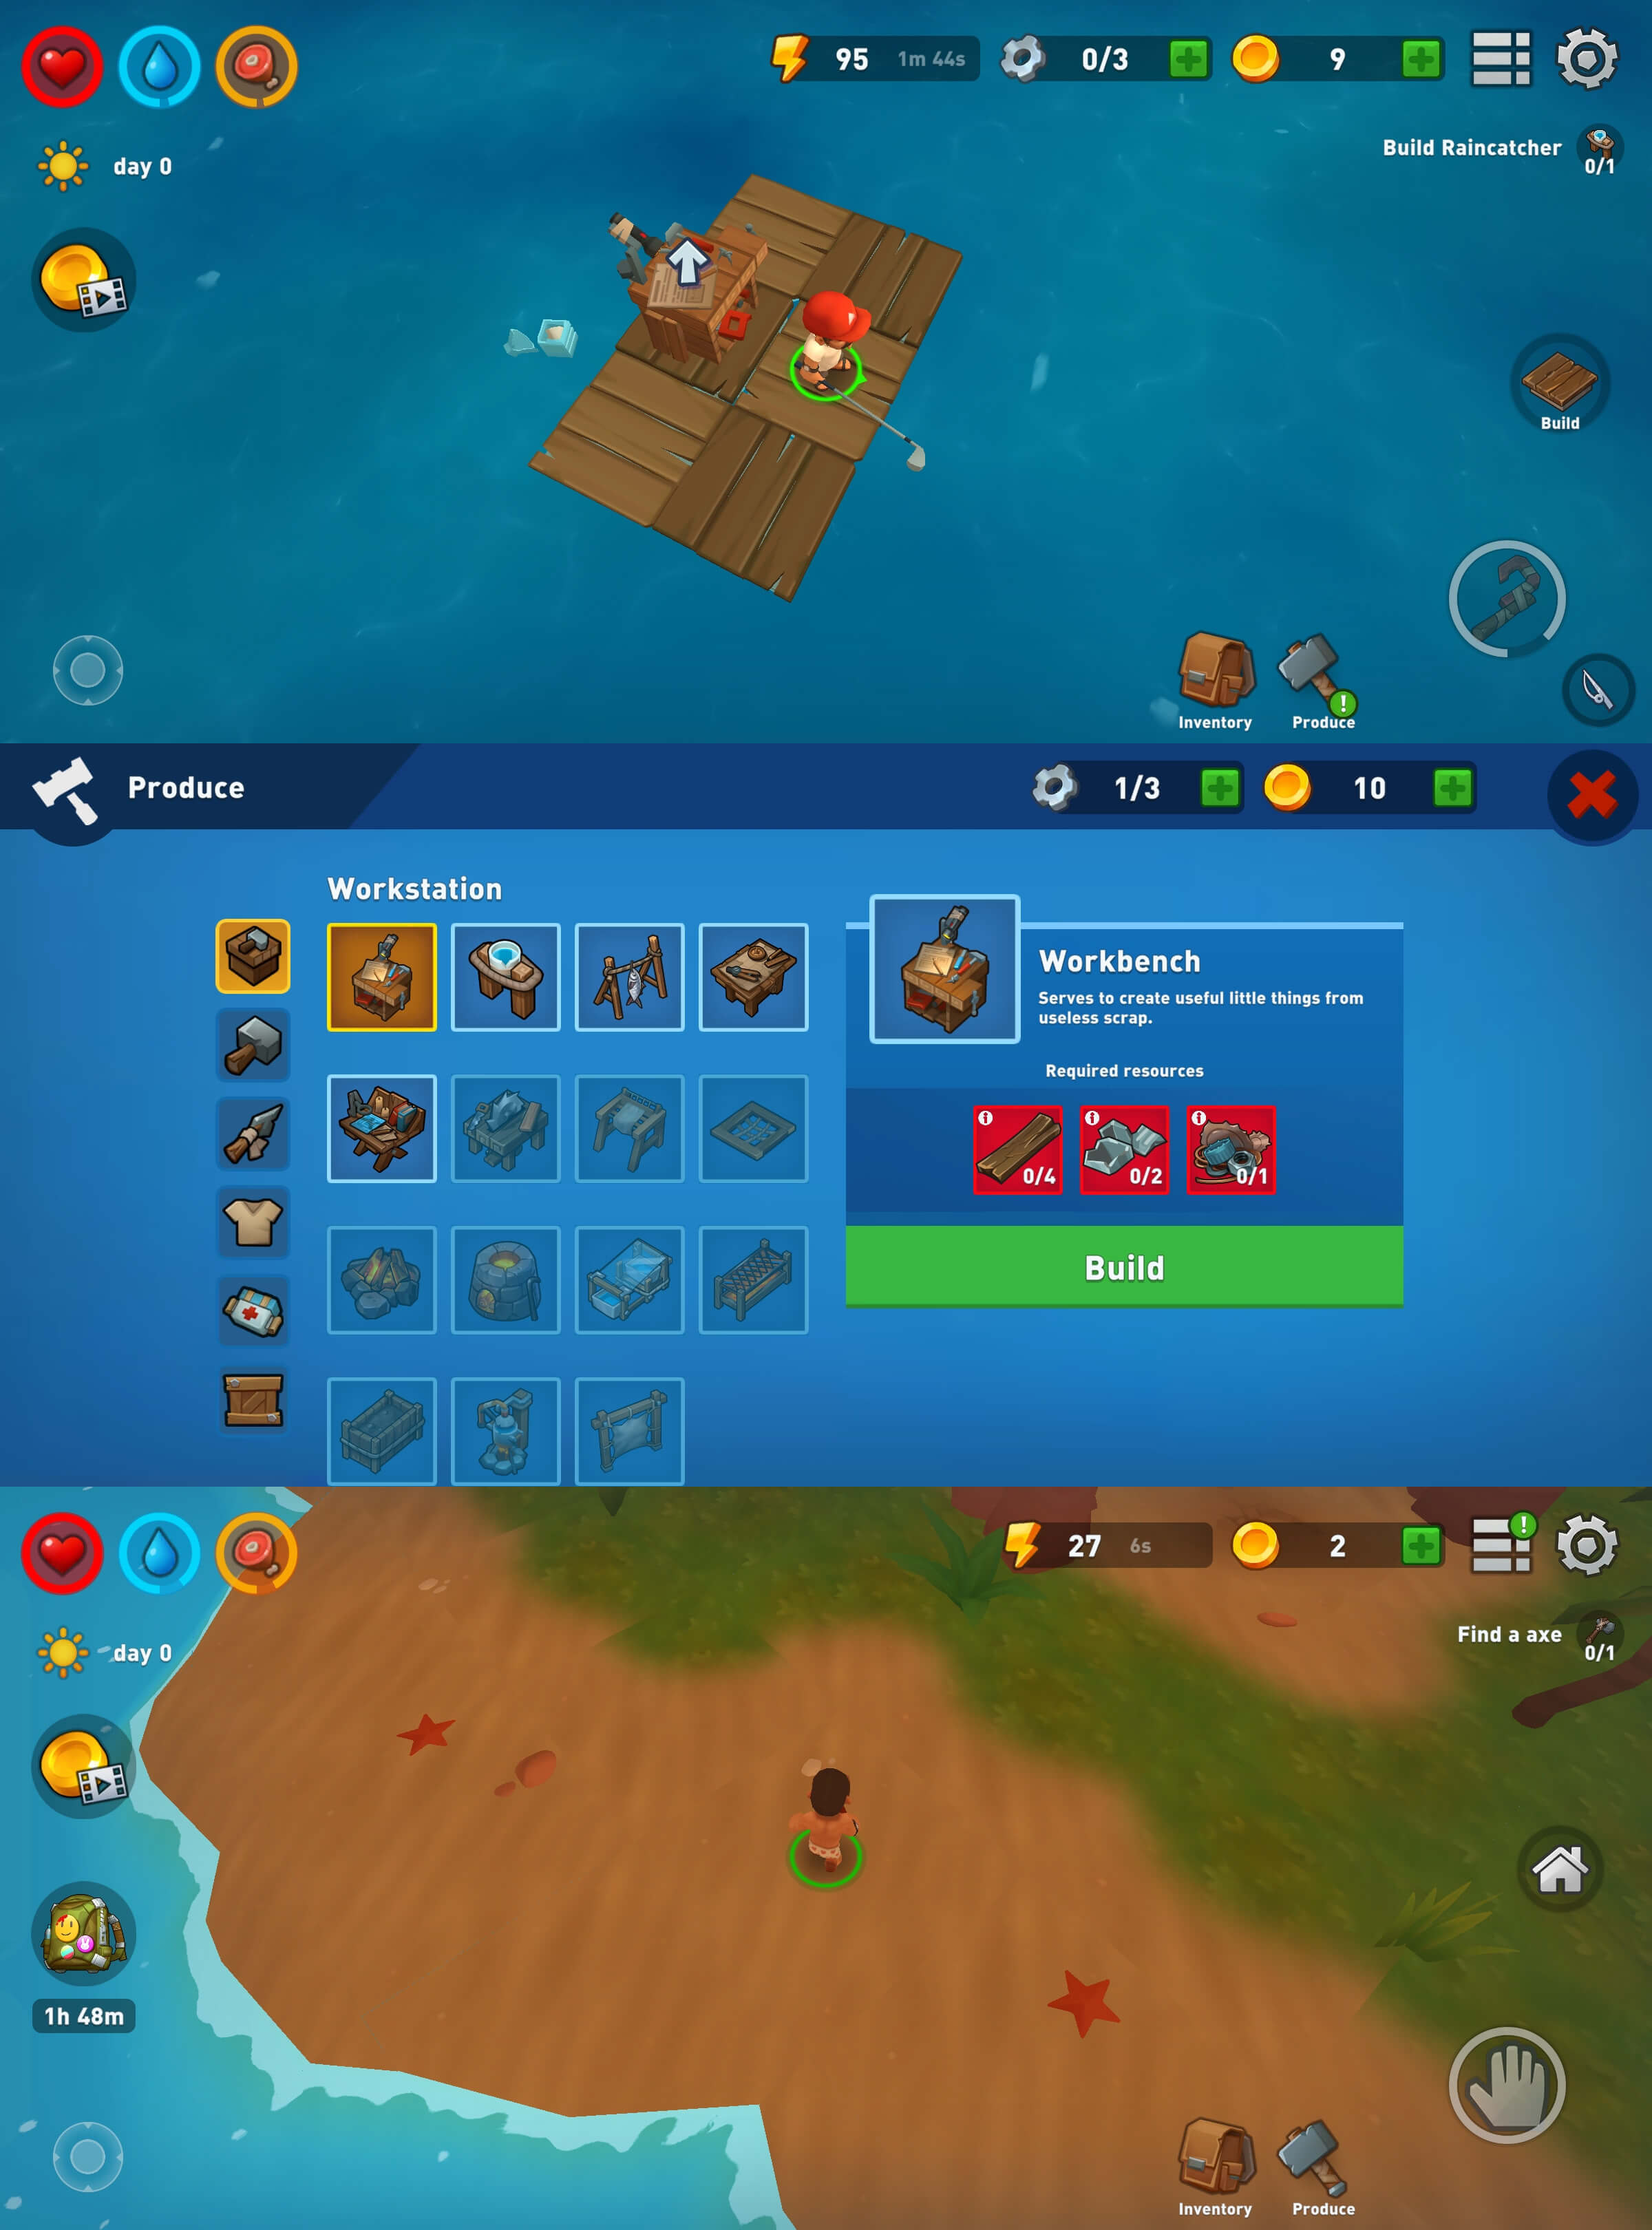 95 1m 44s
0/3
9
day 0
Build Raincatcher
0/1
Build
Inventory
Produce
Produce
1/3
10
Workstation
Workbench
Serves to create useful little things from
useless scrap.
Required resources
0/4
0/2
0/1
Build
27 6s
2
day 0
Find a axe
0/1
1h 48m
Inventory
Produce